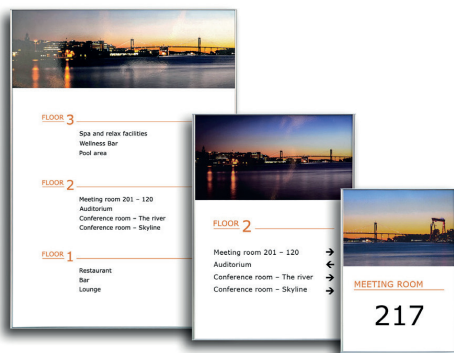 FLOOR 3
Spa and relax facilities
Wellness Bar
Pool area
FLOOR 2
Meeting room 201 – 120
Auditorium
Conference room – The river
Conference room – Skyline
FLOOR 1
Restaurant
Bar
Lounge
FLOOR 2
Meeting room 201 – 120 →
Auditorium ←
Conference room – The river →
Conference room – Skyline →
MEETING ROOM
217